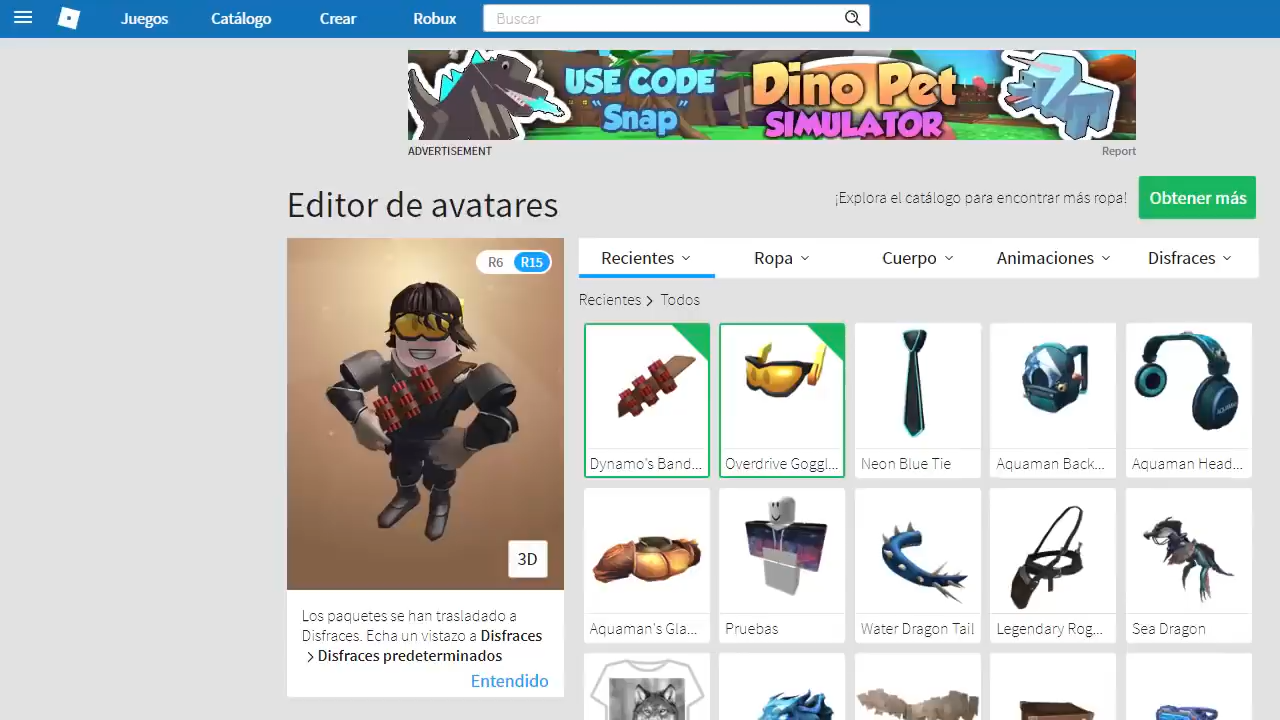 Juegos Catálogo Crear Robux Buscar
USE CODE
"Snap"
Dino Pet
SIMULATOR
ADVERTISEMENT Report
Editor de avatares
¡Explora el catálogo para encontrar más ropa! Obtener más
R6 R15
Recientes Ropa Cuerpo Animaciones Disfraces
Recientes > Todos
Dynamo's Band... Overdrive Goggl... Neon Blue Tie Aquaman Back... Aquaman Head...
AQUAMAN
3D
Aquaman's Gla... Pruebas Water Dragon Tail Legendary Rog... Sea Dragon
Los paquetes se han trasladado a
Disfraces. Echa un vistazo a Disfraces
> Disfraces predeterminados
Entendido